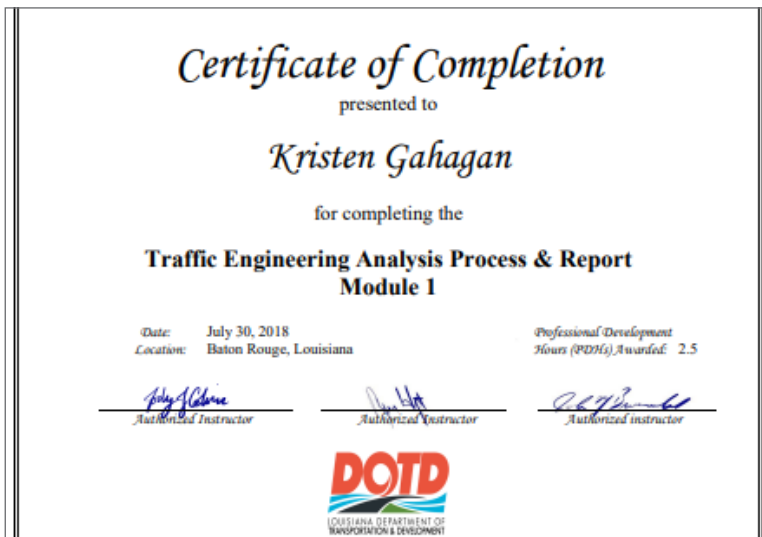 Certificate of Completion
presented to
Kristen Gahagan
for completing the
Traffic Engineering Analysis Process & Report
Module 1
Date: July 30, 2018
Location: Baton Rouge, Louisiana
Professional Development
Hours (PDHs) Awarded: 2.5
Authorized Instructor
Authorized Instructor
Authorized instructor
DOTD
LOUISIANA DEPARTMENT OF
TRANSPORTATION & DEVELOPMENT